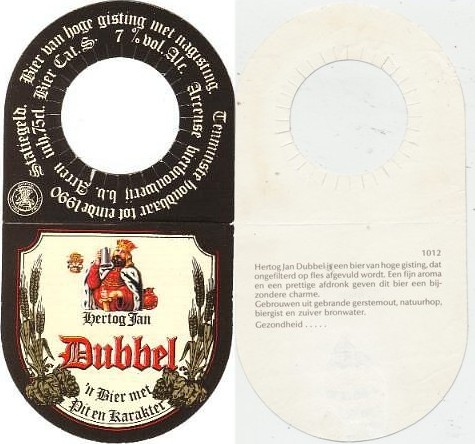 Bier van hoge gisting met nagisting.
Bier Cat. S. 7 % vol. Alc.
Statiegeld. inh. 75cl. Arcen Arcense bierbrouwerij b.v.
Tenminste houdbaar tot einde 1990
Hertog Jan
Dubbel
'n Bier met
Pit en Karakter
1012
Hertog Jan Dubbel is een bier van hoge gisting, dat
ongefilterd op fles afgevuld wordt. Een fijn aroma
en een prettige afdronk geven dit bier een bij-
zondere charme.
Gebrouwen uit gebrande gerstemout, natuurhop,
biergist en zuiver bronwater.
Gezondheid . . . . .